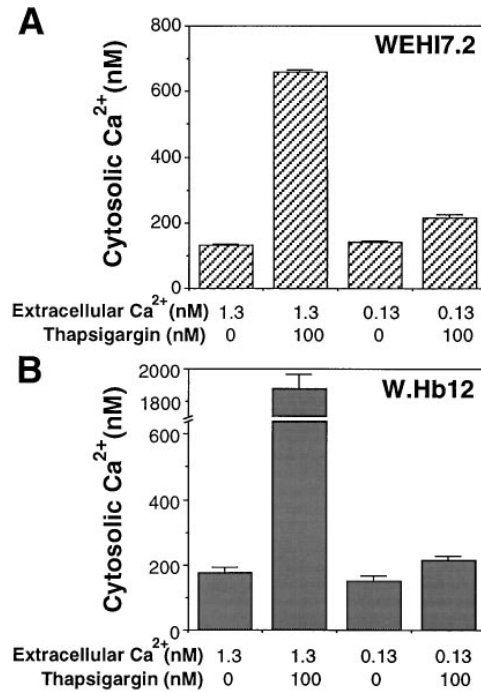 A
WEHI7.2
Cytosolic Ca²⁺ (nM)
800
600
400
200
0
Extracellular Ca²⁺ (nM) 1.3 1.3 0.13 0.13
Thapsigargin (nM) 0 100 0 100
B
W.Hb12
Cytosolic Ca²⁺ (nM)
2000
1800
600
400
200
0
Extracellular Ca²⁺ (nM) 1.3 1.3 0.13 0.13
Thapsigargin (nM) 0 100 0 100